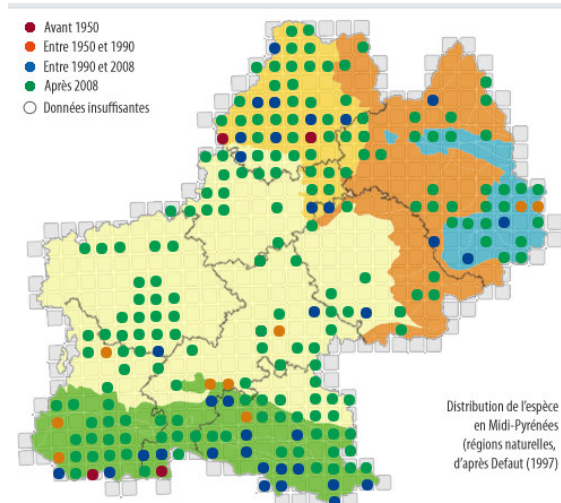 Avant 1950
Entre 1950 et 1990
Entre 1990 et 2008
Après 2008
Données insuffisantes
Distribution de l'espèce
en Midi-Pyrénées
(régions naturelles,
d'après Defaut (1997)